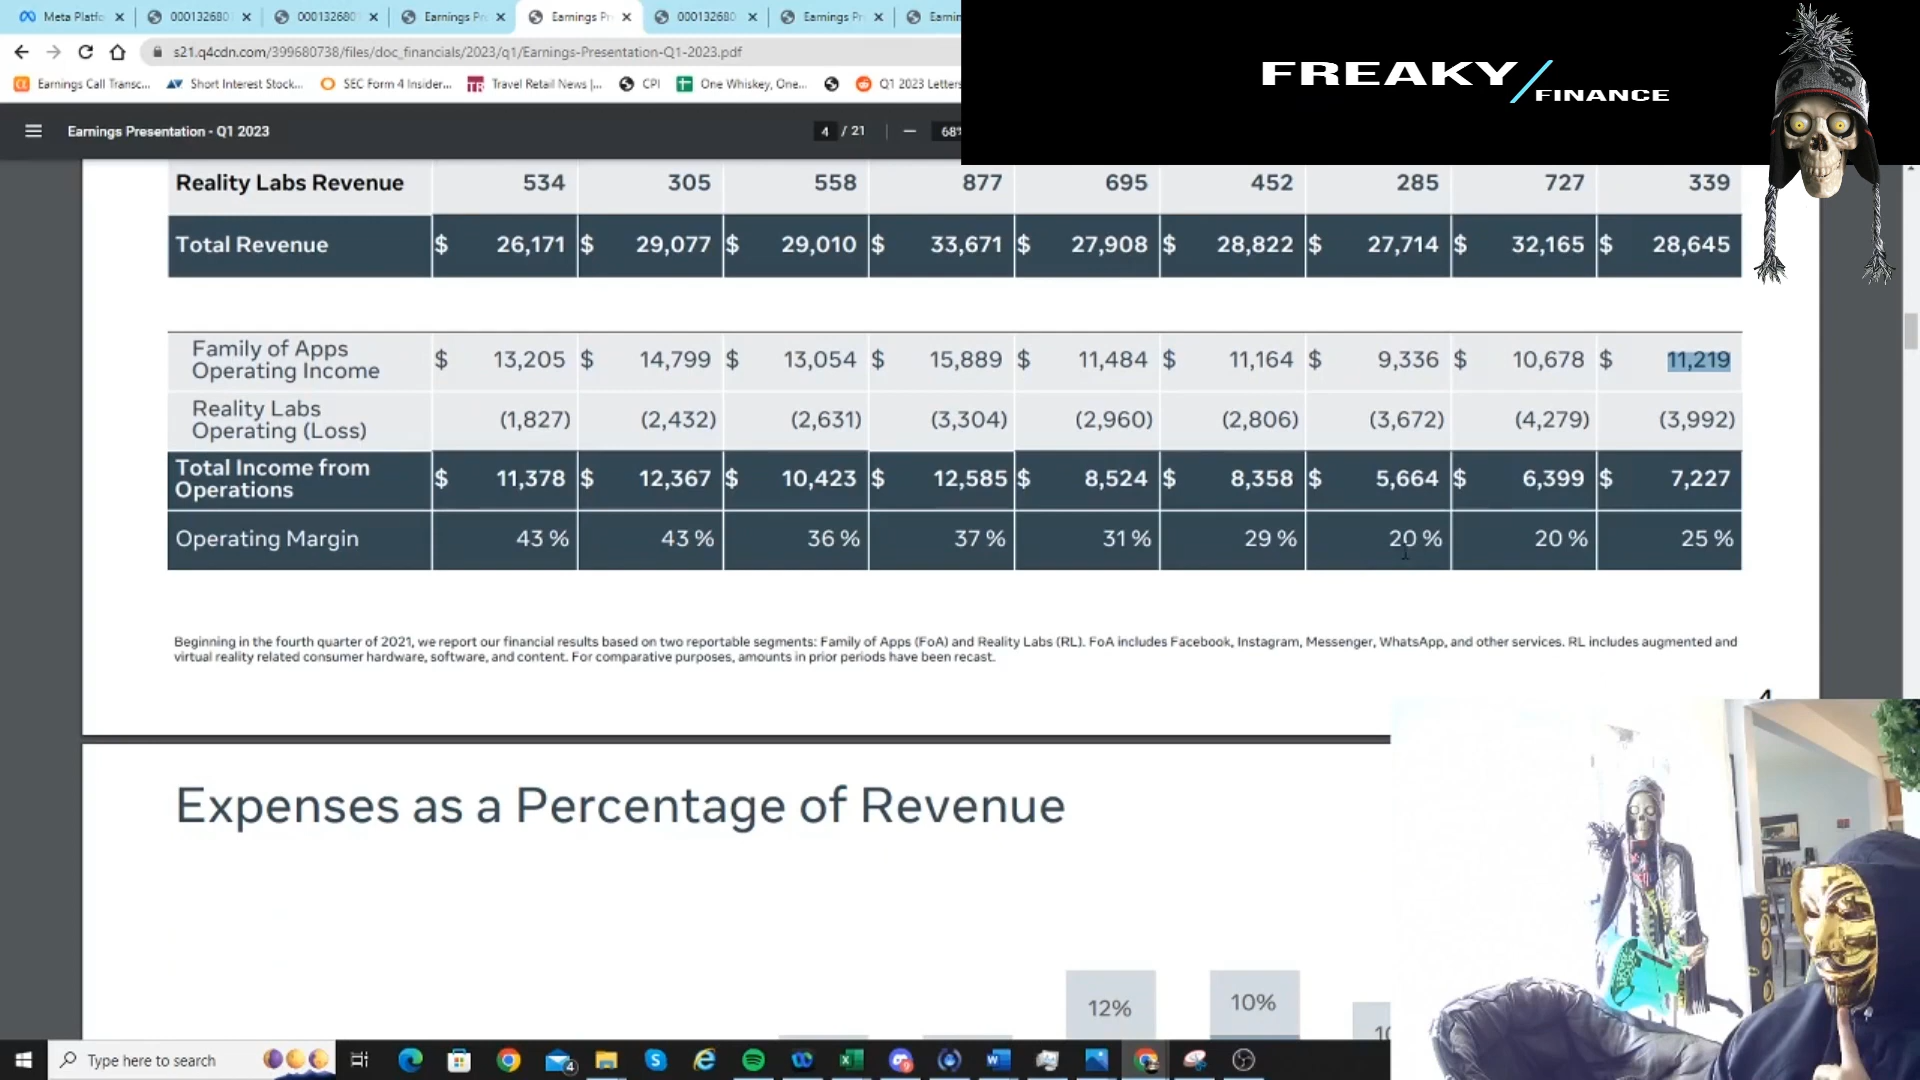 Meta Platfo
000132680
000132680
Earnings Pr
Earnings Pr
000132680
Earnings Pr
Earnin
s21.q4cdn.com/399680738/files/doc_financials/2023/q1/Earnings-Presentation-Q1-2023.pdf
Earnings Call Transc...
Short Interest Stock...
SEC Form 4 Insider...
Travel Retail News |...
CPI
One Whiskey, One...
Q1 2023 Letters
FREAKY/FINANCE
Earnings Presentation - Q1 2023
4 / 21
68%
Reality Labs Revenue 534 305 558 877 695 452 285 727 339
Total Revenue $ 26,171 $ 29,077 $ 29,010 $ 33,671 $ 27,908 $ 28,822 $ 27,714 $ 32,165 $ 28,645
Family of Apps
Operating Income $ 13,205 $ 14,799 $ 13,054 $ 15,889 $ 11,484 $ 11,164 $ 9,336 $ 10,678 $ 11,219
Reality Labs
Operating (Loss) (1,827) (2,432) (2,631) (3,304) (2,960) (2,806) (3,672) (4,279) (3,992)
Total Income from
Operations $ 11,378 $ 12,367 $ 10,423 $ 12,585 $ 8,524 $ 8,358 $ 5,664 $ 6,399 $ 7,227
Operating Margin 43 % 43 % 36 % 37 % 31 % 29 % 20 % 20 % 25 %
Beginning in the fourth quarter of 2021, we report our financial results based on two reportable segments: Family of Apps (FoA) and Reality Labs (RL). FoA includes Facebook, Instagram, Messenger, WhatsApp, and other services. RL includes augmented and
virtual reality related consumer hardware, software, and content. For comparative purposes, amounts in prior periods have been recast.
4
Expenses as a Percentage of Revenue
12%
10%
Type here to search